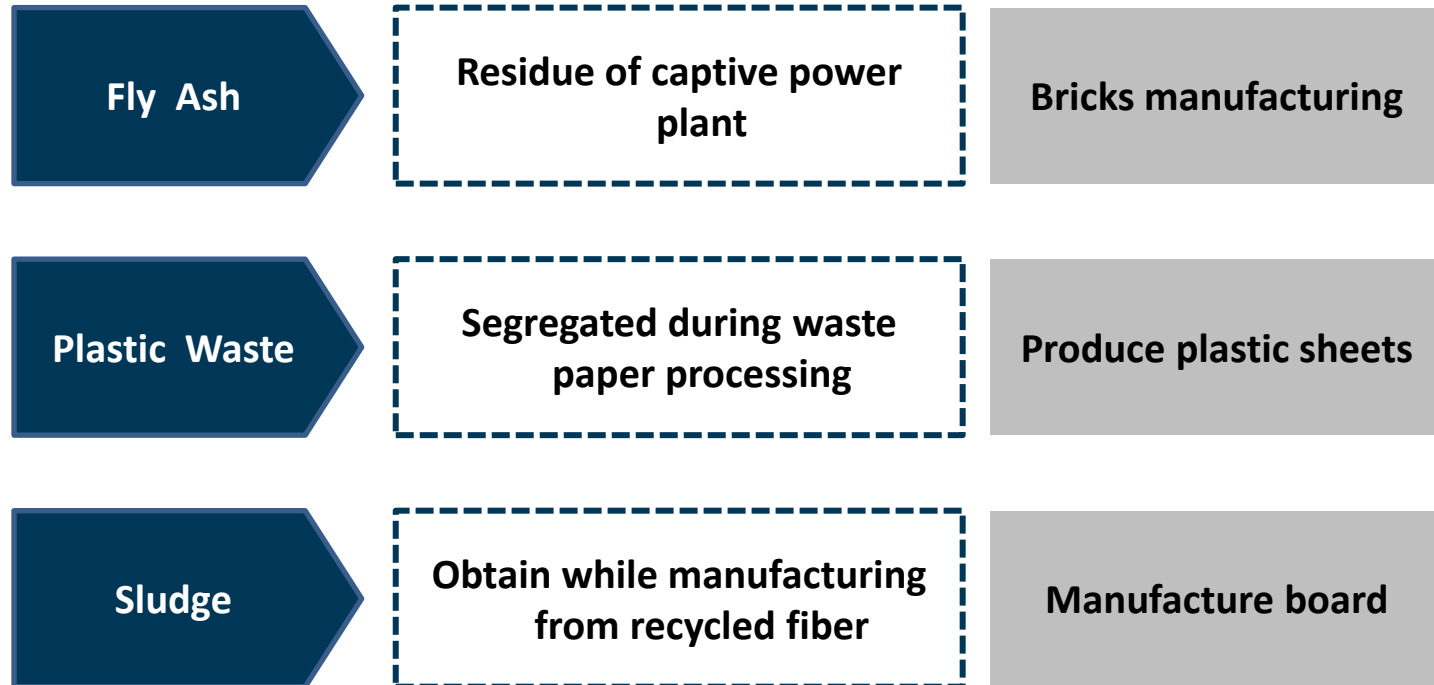 Fly Ash
Residue of captive power
plant
Bricks manufacturing
Plastic Waste
Segregated during waste
paper processing
Produce plastic sheets
Sludge
Obtain while manufacturing
from recycled fiber
Manufacture board